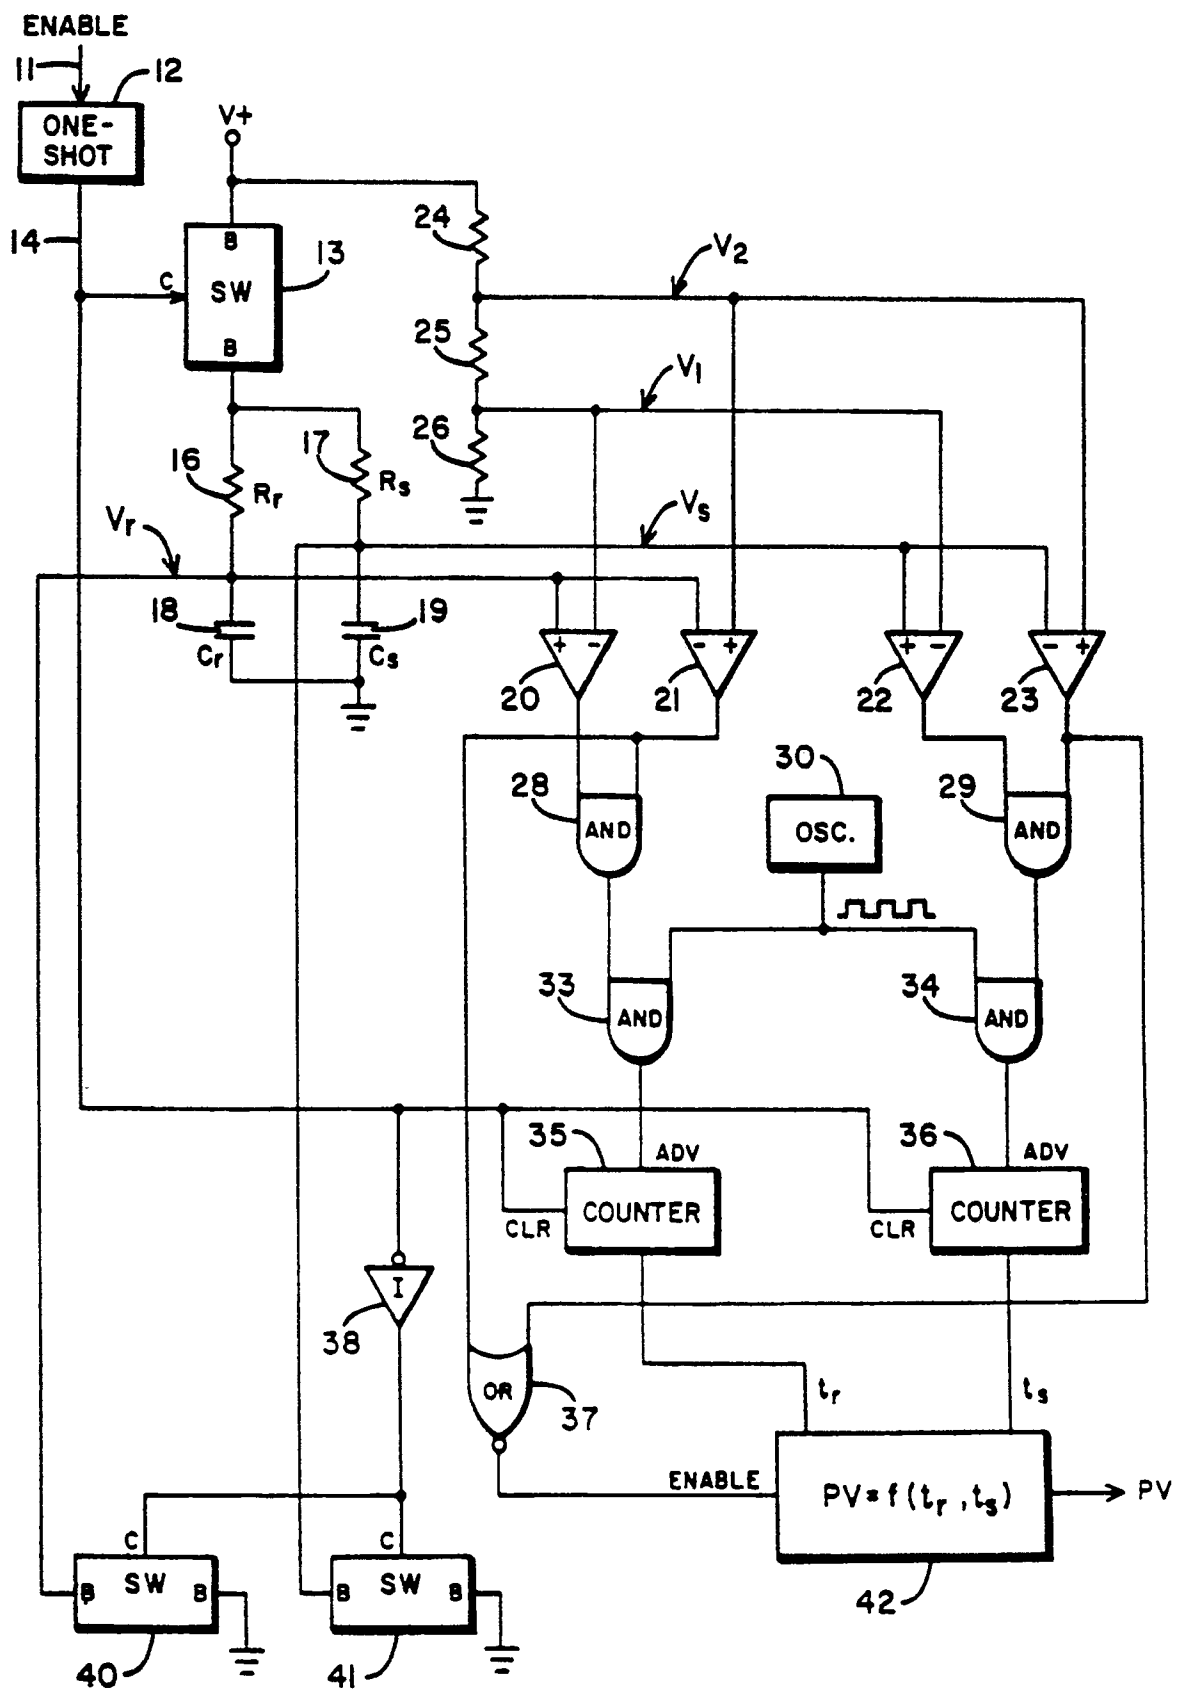 ENABLE
11
12
ONE-
SHOT
V+
14
B
C
SW
13
B
24
V2
25
V1
26
16
Rr
17
Rs
Vs
Vr
18
Cr
19
Cs
+ -
20
- +
21
+ -
22
- +
23
28
AND
30
OSC.
29
AND
33
AND
34
AND
35
ADV
COUNTER
CLR
36
ADV
COUNTER
CLR
I
38
OR
37
tr
ts
ENABLE
PV = f(tr, ts)
PV
42
C
SW
B
B
40
C
SW
B
B
41